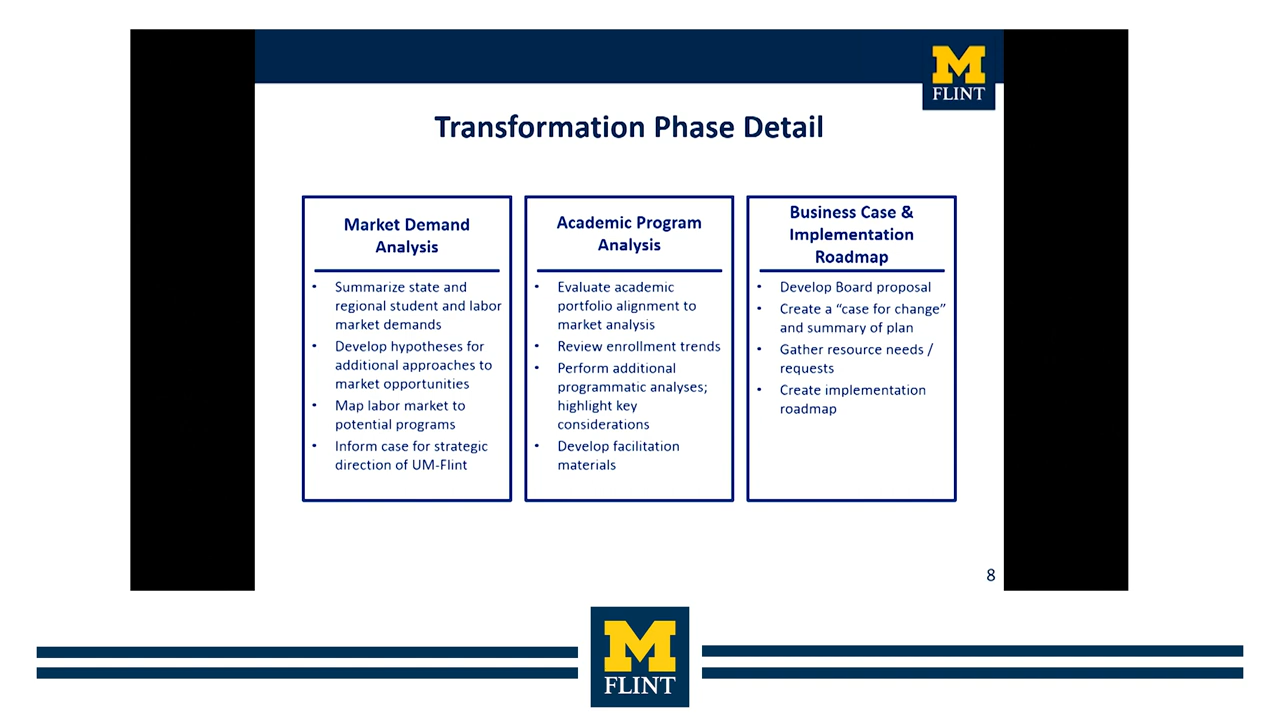 M
FLINT
Transformation Phase Detail
Market Demand
Analysis
• Summarize state and
regional student and labor
market demands
• Develop hypotheses for
additional approaches to
market opportunities
• Map labor market to
potential programs
• Inform case for strategic
direction of UM-Flint
Academic Program
Analysis
• Evaluate academic
portfolio alignment to
market analysis
• Review enrollment trends
• Perform additional
programmatic analyses;
highlight key
considerations
• Develop facilitation
materials
Business Case &
Implementation
Roadmap
• Develop Board proposal
• Create a “case for change”
and summary of plan
• Gather resource needs /
requests
• Create implementation
roadmap
8
M
FLINT